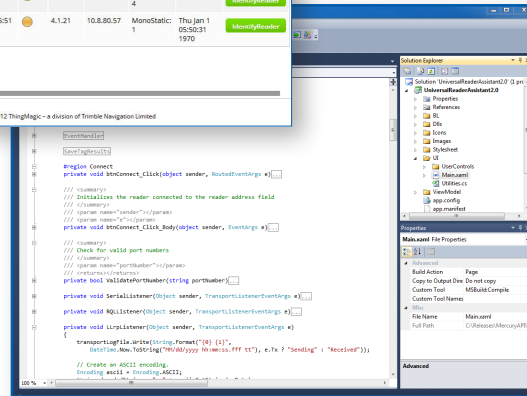 4
IdentifyReader
5:51 4.1.21 10.8.80.57 MonoStatic: 1 Thu Jan 1 05:50:31 1970 IdentifyReader
12 ThingMagic – a division of Trimble Navigation Limited
EventHandler
SaveTagResults
#region Connect
private void btnConnect_Click(object sender, RoutedEventArgs e)...
/// <summary>
/// Initializes the reader connected to the reader address field
/// </summary>
/// <param name="sender"></param>
/// <param name="e"></param>
private void btnConnect_Click_Body(object sender, EventArgs e)...
/// <summary>
/// Check for valid port numbers
/// </summary>
/// <param name="portNumber"></param>
/// <returns></returns>
private bool ValidatePortNumber(string portNumber)...
private void SerialListener(Object sender, TransportListenerEventArgs e)...
private void RQLListener(Object sender, TransportListenerEventArgs e)...
private void LLrpListener(Object sender, TransportListenerEventArgs e)
{
transportLogFile.Write(String.Format("{0} {1}",
DateTime.Now.ToString("MM/dd/yyyy hh:mm:ss.fff tt"), e.Tx ? "Sending" : "Received"));
// Create an ASCII encoding.
Encoding ascii = Encoding.ASCII;
100 %
Solution Explorer
Solution 'UniversalReaderAssistant2.0' (1 pro
UniversalReaderAssistant2.0
Properties
References
BL
Dlls
Icons
Images
Stylesheet
UI
UserControls
Main.xaml
Utilities.cs
ViewModel
app.config
app.manifest
Properties
Main.xaml File Properties
Advanced
Build Action Page
Copy to Output Dire Do not copy
Custom Tool MSBuild:Compile
Custom Tool Names
Misc
File Name Main.xaml
Full Path C:\Releases\MercuryAPI
Advanced